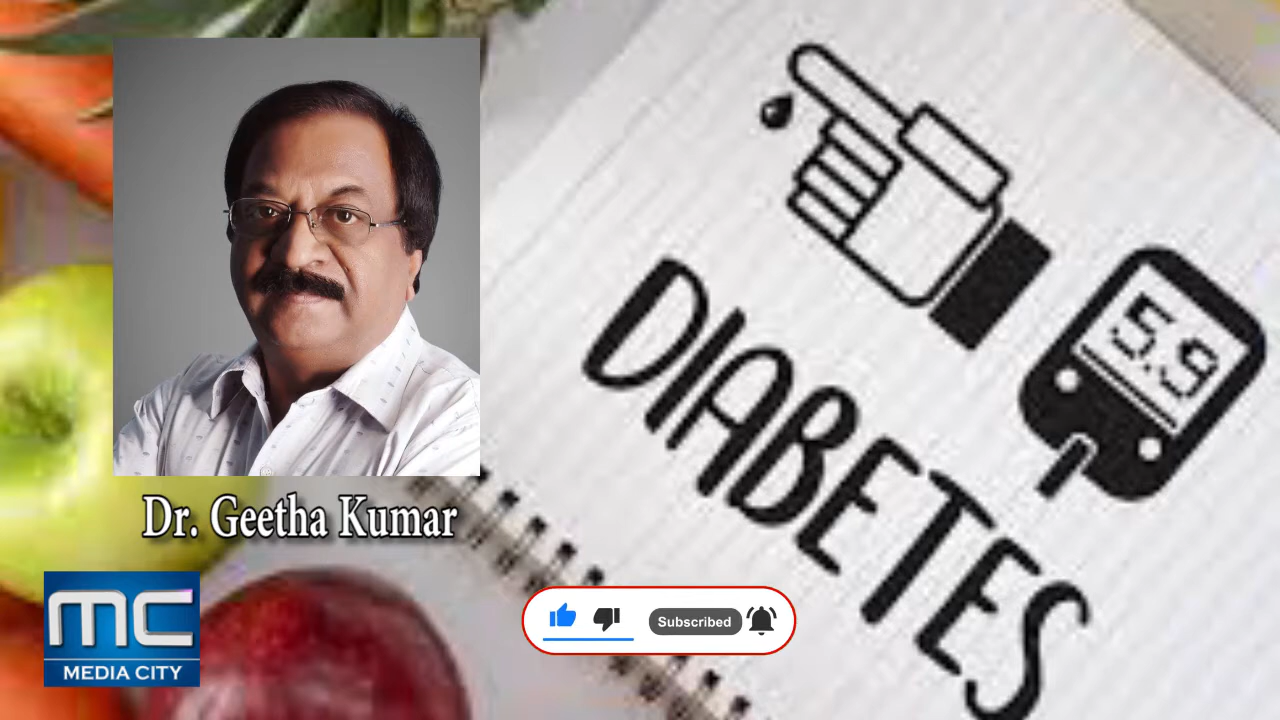 Dr. Geetha Kumar
MC
MEDIA CITY
DIABETES
5.9
Subscribed